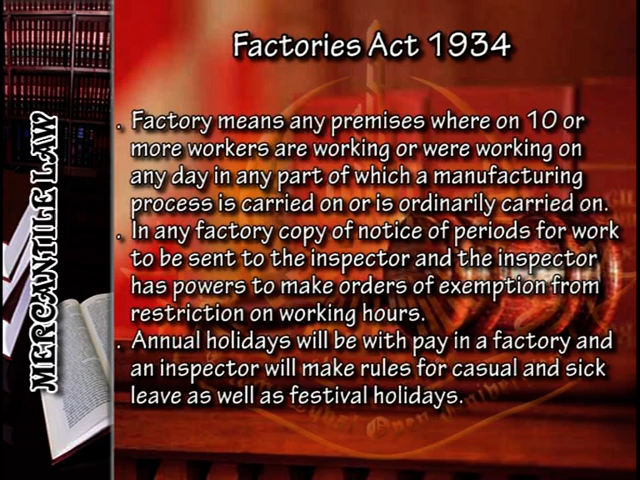 Factories Act 1934
MERCANTILE LAW
. Factory means any premises where on 10 or
more workers are working or were working on
any day in any part of which a manufacturing
process is carried on or is ordinarily carried on.
. In any factory copy of notice of periods for work
to be sent to the inspector and the inspector
has powers to make orders of exemption from
restriction on working hours.
. Annual holidays will be with pay in a factory and
an inspector will make rules for casual and sick
leave as well as festival holidays.
Open